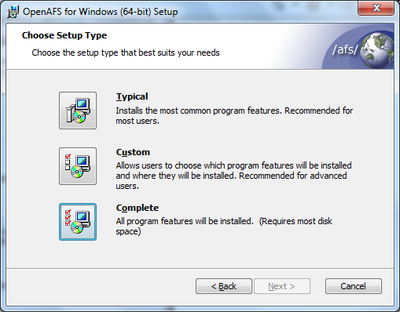 OpenAFS for Windows (64-bit) Setup
Choose Setup Type
Choose the setup type that best suits your needs
/afs/
Typical
Installs the most common program features. Recommended for
most users.
Custom
Allows users to choose which program features will be installed
and where they will be installed. Recommended for advanced
users.
Complete
All program features will be installed. (Requires most disk
space)
< Back Next > Cancel